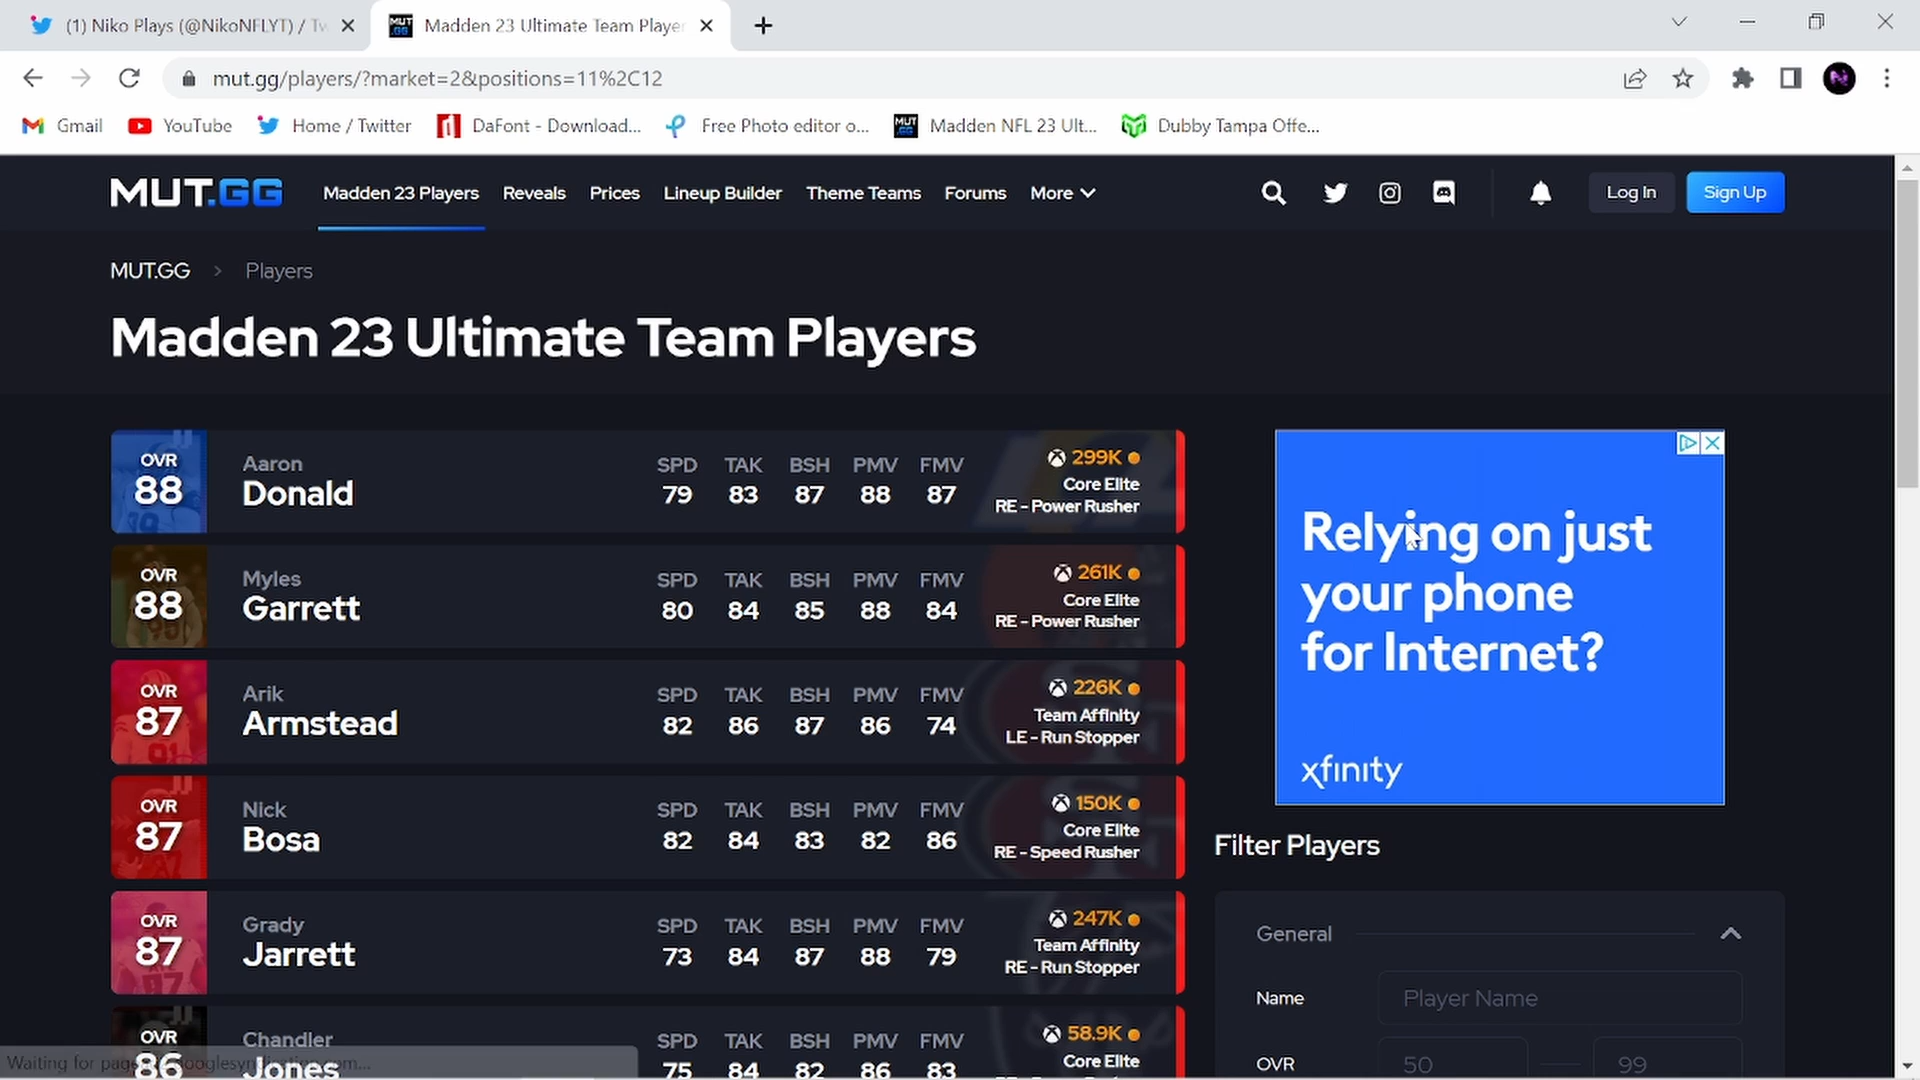 (1) Niko Plays (@NikoNFLYT) / Tw
Madden 23 Ultimate Team Player
mut.gg/players/?market=2&positions=11%2C12
Gmail YouTube Home / Twitter DaFont - Download... Free Photo editor o... Madden NFL 23 Ult... Dubby Tampa Offe...
MUT.GG Madden 23 Players Reveals Prices Lineup Builder Theme Teams Forums More Log In Sign Up
MUT.GG > Players
Madden 23 Ultimate Team Players
OVR 88
Aaron
Donald
SPD TAK BSH PMV FMV
79 83 87 88 87
299K
Core Elite
RE - Power Rusher
OVR 88
Myles
Garrett
SPD TAK BSH PMV FMV
80 84 85 88 84
261K
Core Elite
RE - Power Rusher
OVR 87
Arik
Armstead
SPD TAK BSH PMV FMV
82 86 87 86 74
226K
Team Affinity
LE - Run Stopper
OVR 87
Nick
Bosa
SPD TAK BSH PMV FMV
82 84 83 82 86
150K
Core Elite
RE - Speed Rusher
OVR 87
Grady
Jarrett
SPD TAK BSH PMV FMV
73 84 87 88 79
247K
Team Affinity
RE - Run Stopper
OVR 86
Chandler
Jones
SPD TAK BSH PMV FMV
75 84 82 86 83
58.9K
Core Elite
Relying on just
your phone
for Internet?
xfinity
Filter Players
General
Name Player Name
OVR 50 99